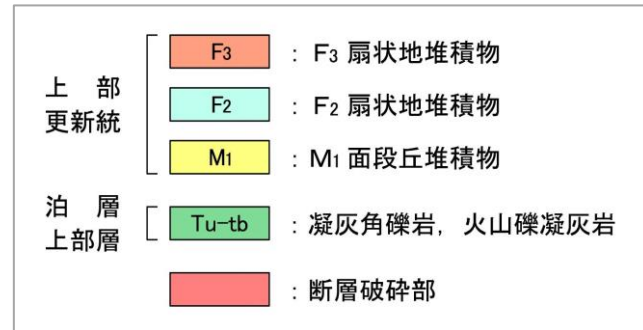 上部
更新統
F3 : F3 扇状地堆積物
F2 : F2 扇状地堆積物
M1 : M1 面段丘堆積物
泊層
上部層
Tu-tb : 凝灰角礫岩，火山礫凝灰岩
: 断層破砕部